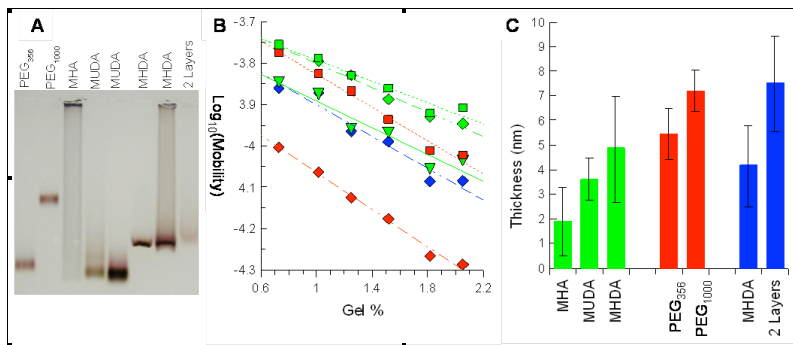 A
PEG356
PEG1000
MHA
MUDA
MUDA
MHDA
MHDA
2 Layers
B
Log10(Mobility)
-3.7
-3.8
-3.9
-4
-4.1
-4.2
-4.3
0.6
1
1.4
1.8
2.2
Gel %
C
Thickness (nm)
10
9
8
7
6
5
4
3
2
1
0
MHA
MUDA
MHDA
PEG356
PEG1000
MHDA
2 Layers